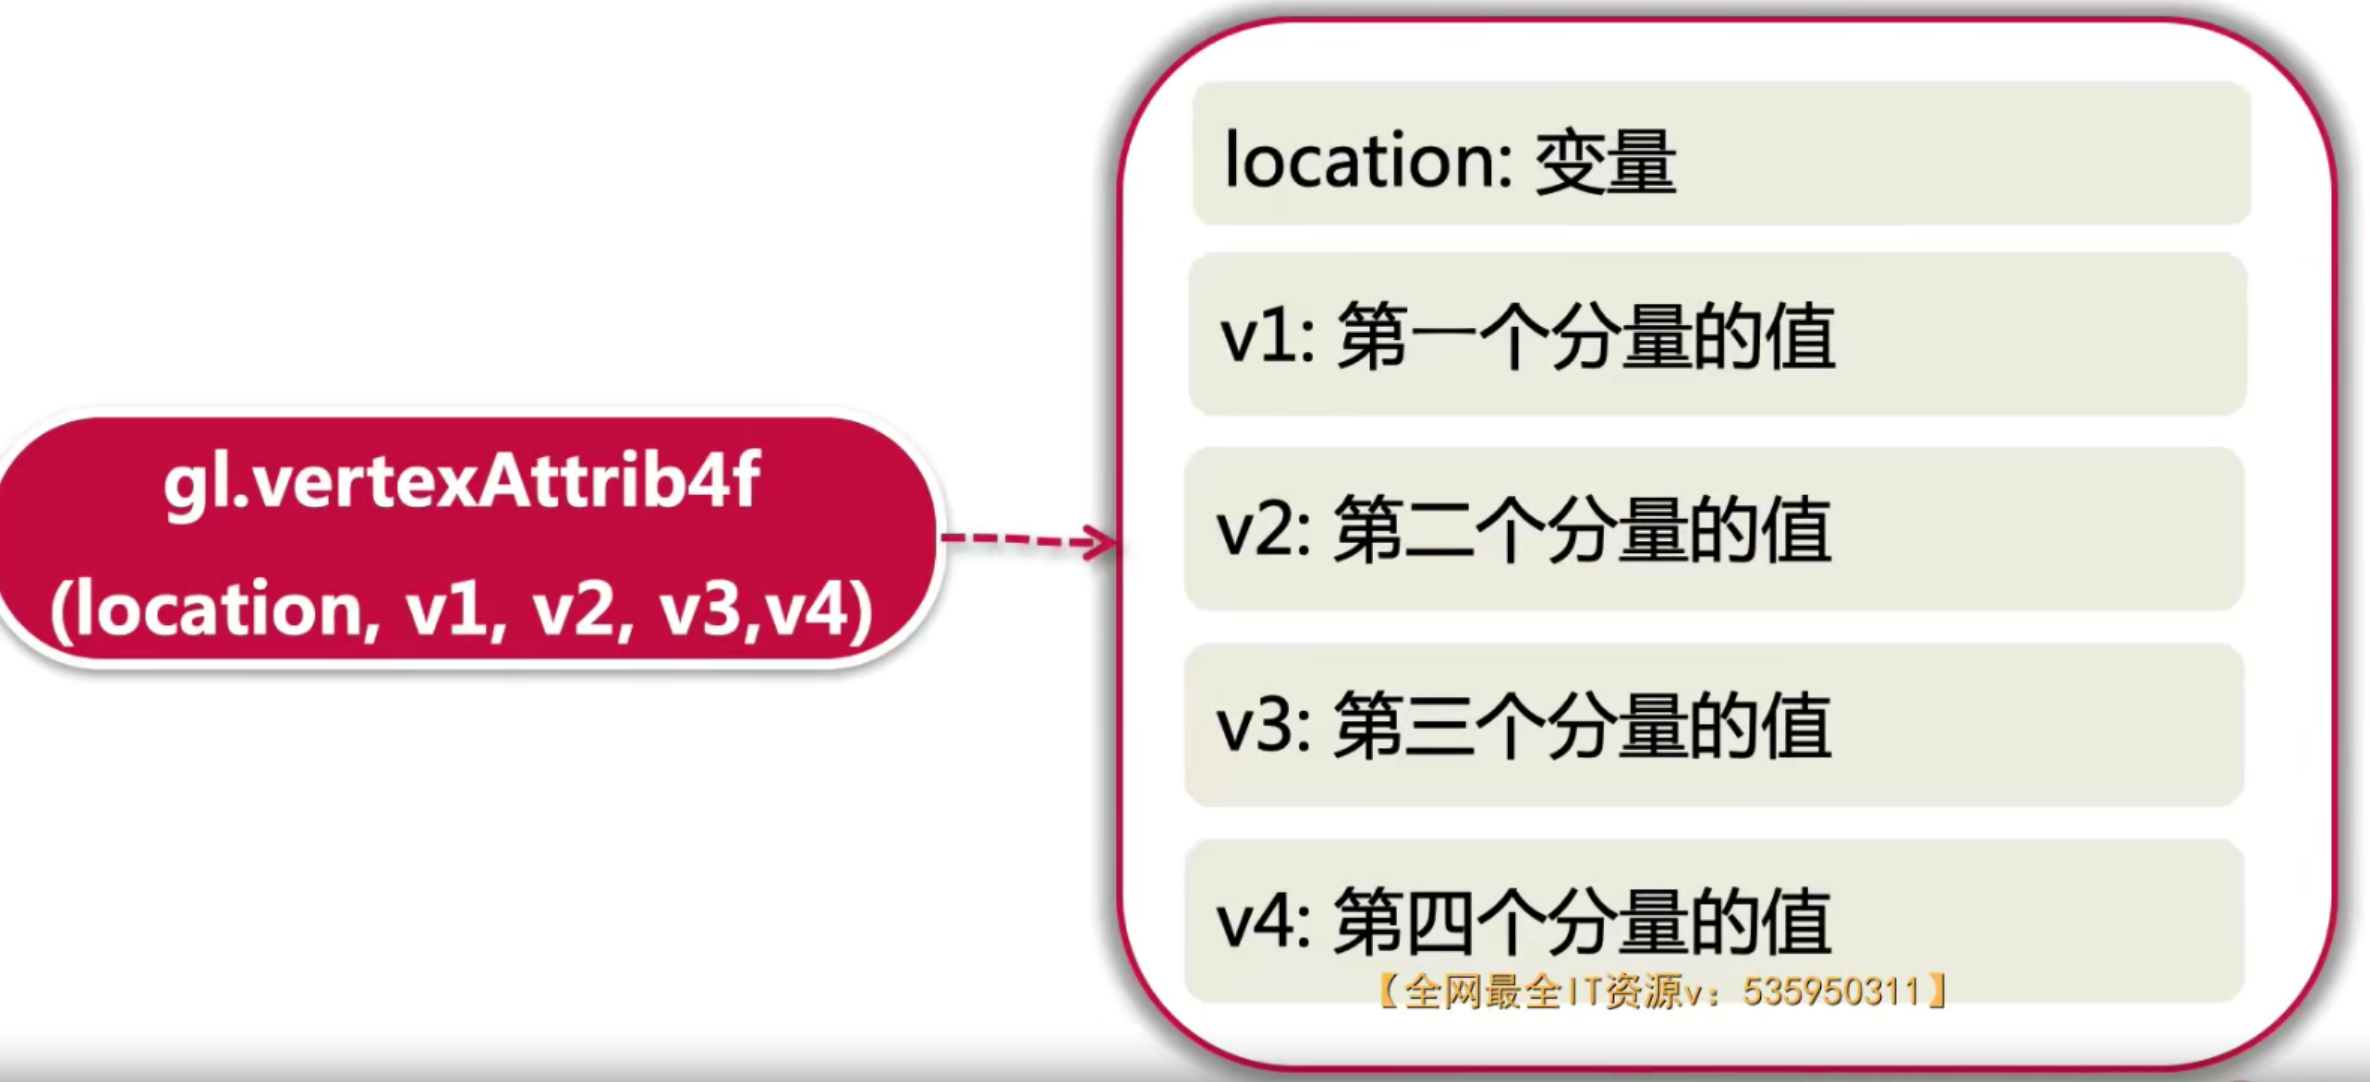 gl.vertexAttrib4f
(location, v1, v2, v3,v4)
location: 变量
v1: 第一个分量的值
v2: 第二个分量的值
v3: 第三个分量的值
v4: 第四个分量的值
【全网最全IT资源v：535950311】